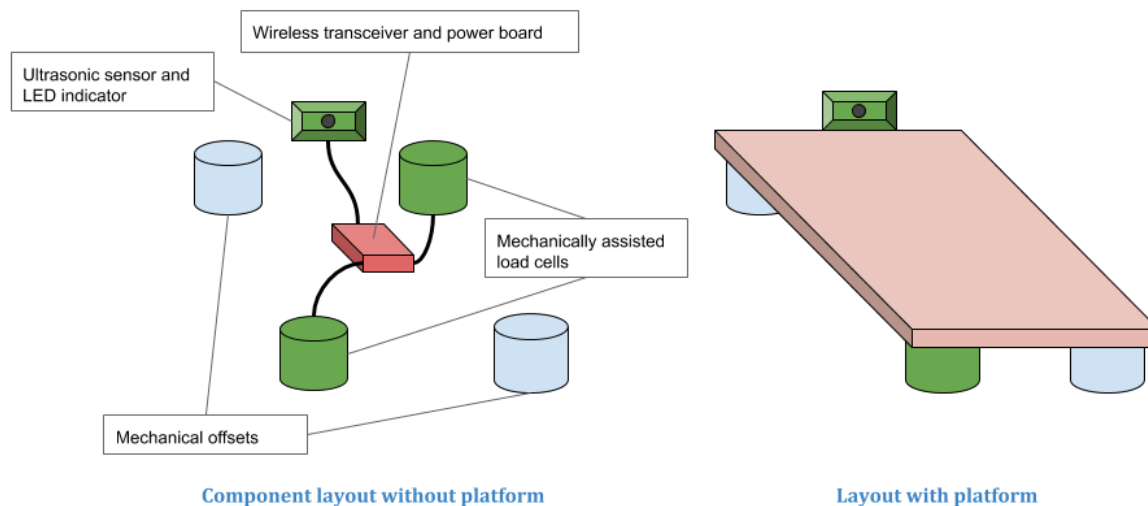 Wireless transceiver and power board
Ultrasonic sensor and
LED indicator
Mechanically assisted
load cells
Mechanical offsets
Component layout without platform
Layout with platform